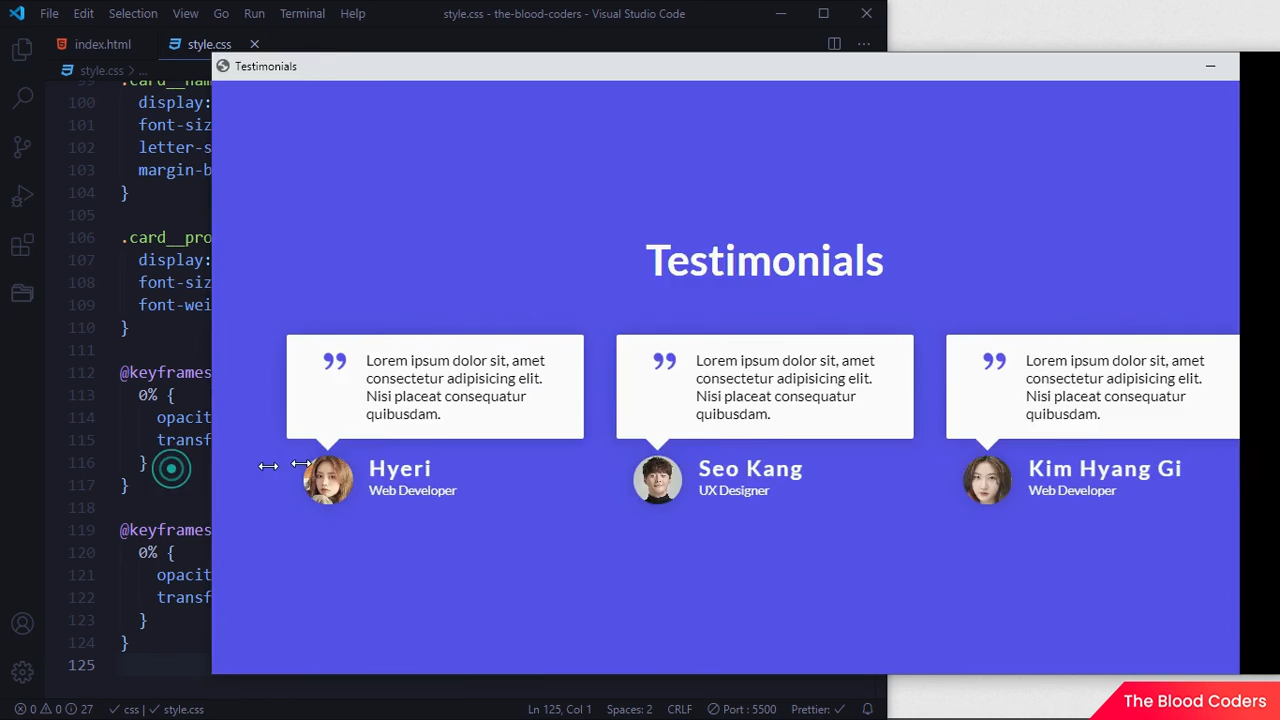 File Edit Selection View Go Run Terminal Help
style.css - the-blood-coders - Visual Studio Code
index.html
style.css
style.css > ...
Testimonials
100 display:
101 font-siz
102 letter-s
103 margin-b
104 }
105
106 .card__pro
107 display:
108 font-siz
109 font-wei
110 }
111
112 @keyframes
113 0% {
114 opacit
115 transf
116 }
117 }
118
119 @keyframes
120 0% {
121 opacit
122 transf
123 }
124 }
125
Testimonials
”
Lorem ipsum dolor sit, amet
consectetur adipisicing elit.
Nisi placeat consequatur
quibusdam.
Hyeri
Web Developer
”
Lorem ipsum dolor sit, amet
consectetur adipisicing elit.
Nisi placeat consequatur
quibusdam.
Seo Kang
UX Designer
”
Lorem ipsum dolor sit, amet
consectetur adipisicing elit.
Nisi placeat consequatur
quibusdam.
Kim Hyang Gi
Web Developer
0 0 27 css | style.css
Ln 125, Col 1 Spaces: 2 CRLF Port : 5500 Prettier:
The Blood Coders